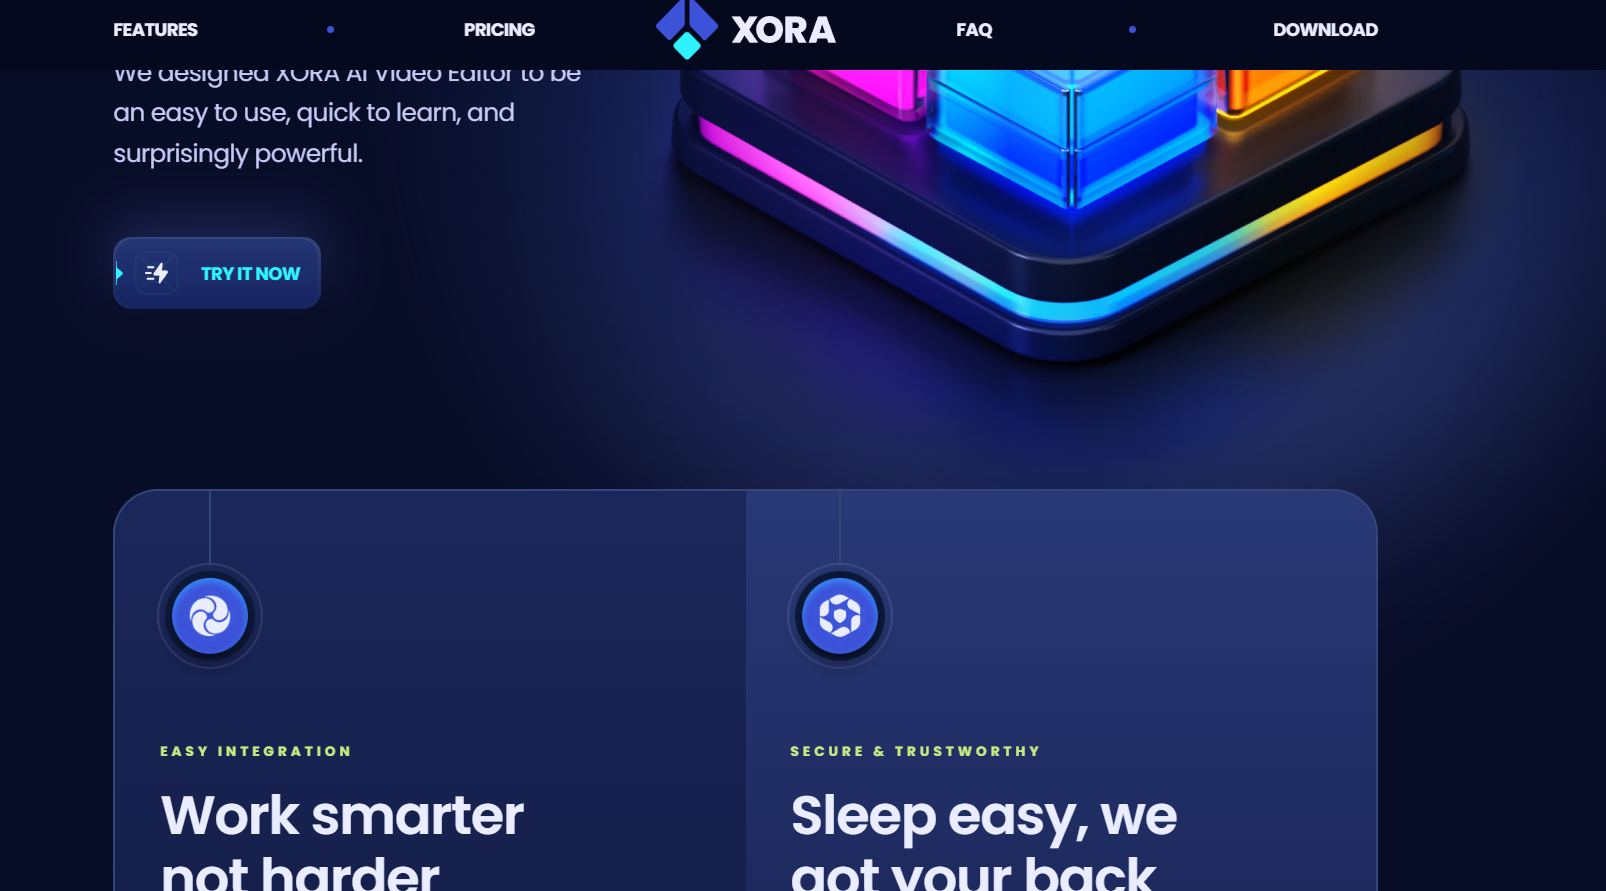 FEATURES
PRICING
XORA
FAQ
DOWNLOAD
We designed XORA AI Video Editor to be
an easy to use, quick to learn, and
surprisingly powerful.
TRY IT NOW
EASY INTEGRATION
Work smarter
not harder
SECURE & TRUSTWORTHY
Sleep easy, we
got your back